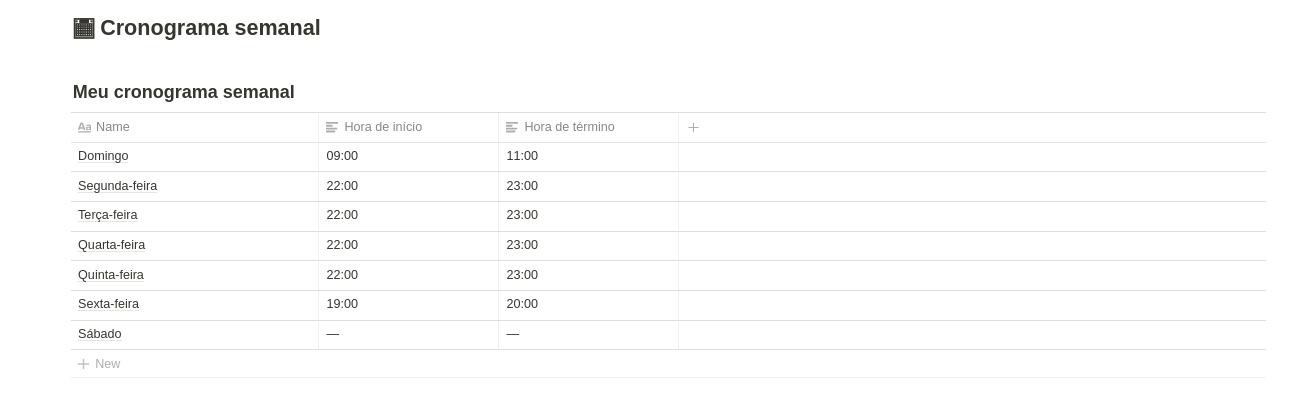 Cronograma semanal
Meu cronograma semanal
Aa Name Hora de início Hora de término +
Domingo 09:00 11:00
Segunda-feira 22:00 23:00
Terça-feira 22:00 23:00
Quarta-feira 22:00 23:00
Quinta-feira 22:00 23:00
Sexta-feira 19:00 20:00
Sábado — —
+ New